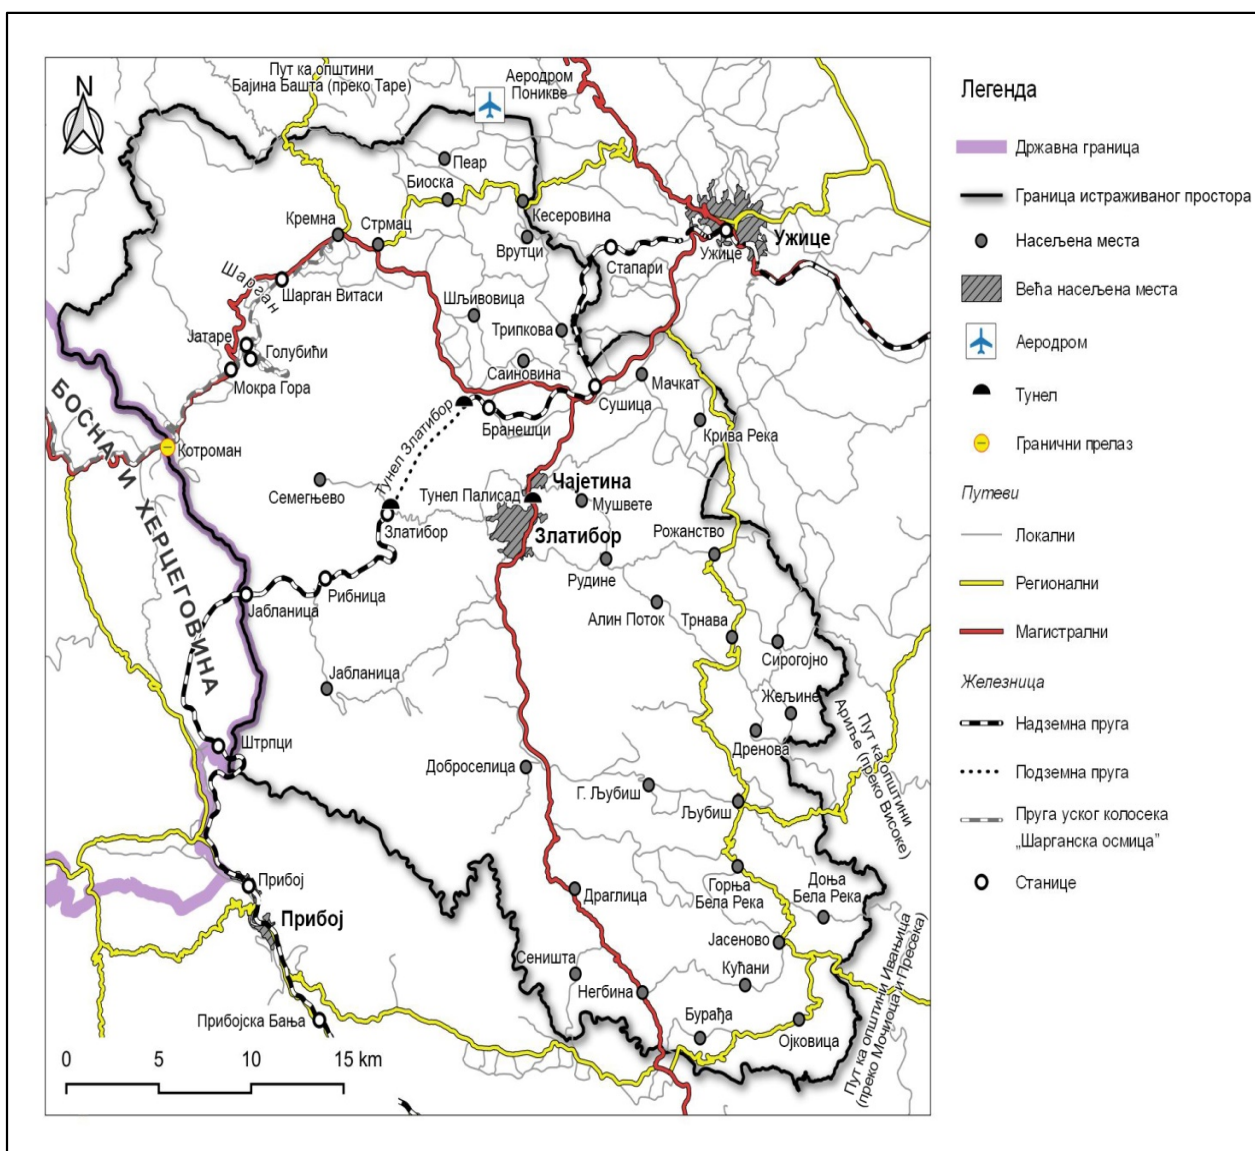 Пут ка општини
Бајина Башта (преко Таре)
Аеродром
Поникве
N
Пеар
Биоска
Кесеровина
Кремна
Стрмац
Врутци
Стапари
Ужице
Ужице
Шарган
Шарган Витаси
Шљивовица
Трипкова
Јатаре
Голубићи
Мокра Гора
Саиновина
Мачкат
Сушица
Бранешци
Крива Река
БОСНА И ХЕРЦЕГОВИНА
Котроман
Тунел Златибор
Семегњево
Тунел Палисад
Чајетина
Мушвете
Златибор
Златибор
Рожанство
Рудине
Рибница
Јабланица
Алин Поток
Трнава
Сирогојно
Јабланица
Жељине
Дренова
Пут ка општини
Ариље (преко Високе)
Штрпци
Доброселица
Г. Љубиш
Љубиш
Прибој
Прибој
Драглица
Горња
Бела Река
Доња
Бела Река
Јасеново
Сеништа
Негбина
Кућани
Бурађа
Ојковица
Пут ка општини Ивањица
(преко Мочиоца и Пресека)
Прибојска Бања
0 5 10 15 km
Легенда
Државна граница
Граница истраживаног простора
Насељена места
Већа насељена места
Аеродром
Тунел
Гранични прелаз
Путеви
Локални
Регионални
Магистрални
Железница
Надземна пруга
Подземна пруга
Пруга уског колосека
„Шарганска осмица”
Станице